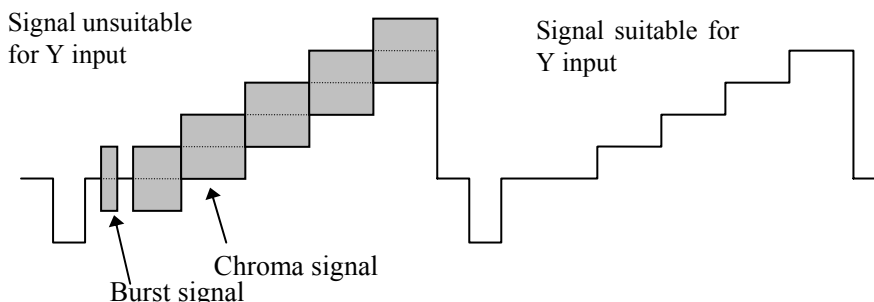 Signal unsuitable
for Y input
Signal suitable for
Y input
Chroma signal
Burst signal